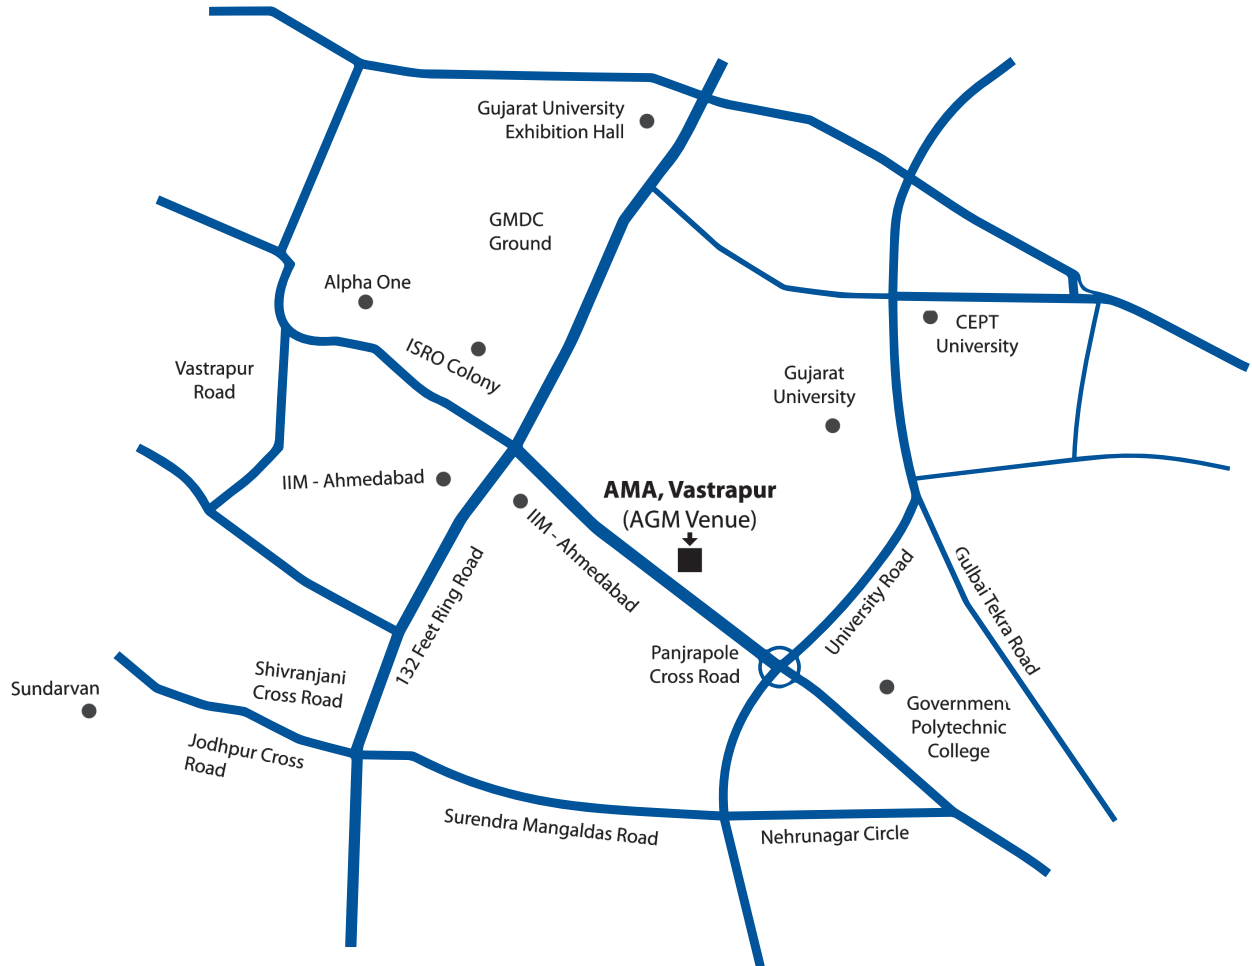 Gujarat University
Exhibition Hall
GMDC
Ground
Alpha One
ISRO Colony
CEPT
University
Vastrapur
Road
Gujarat
University
IIM - Ahmedabad
AMA, Vastrapur
(AGM Venue)
IIM - Ahmedabad
132 Feet Ring Road
University Road
Gulbai Tekra Road
Panjrapole
Cross Road
Shivranjani
Cross Road
Sundarvan
Government
Polytechnic
College
Jodhpur Cross
Road
Surendra Mangaldas Road
Nehrunagar Circle